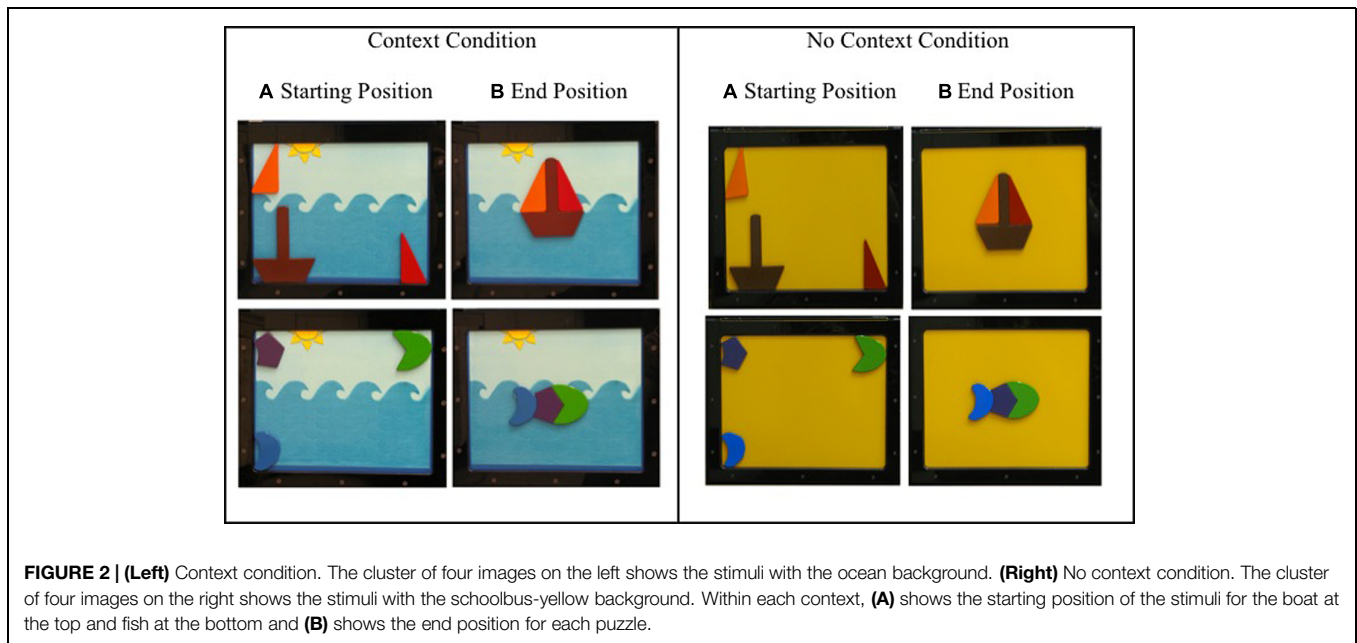 Context Condition
No Context Condition
A Starting Position
B End Position
A Starting Position
B End Position
FIGURE 2 | (Left) Context condition. The cluster of four images on the left shows the stimuli with the ocean background. (Right) No context condition. The cluster
of four images on the right shows the stimuli with the schoolbus-yellow background. Within each context, (A) shows the starting position of the stimuli for the boat at
the top and fish at the bottom and (B) shows the end position for each puzzle.